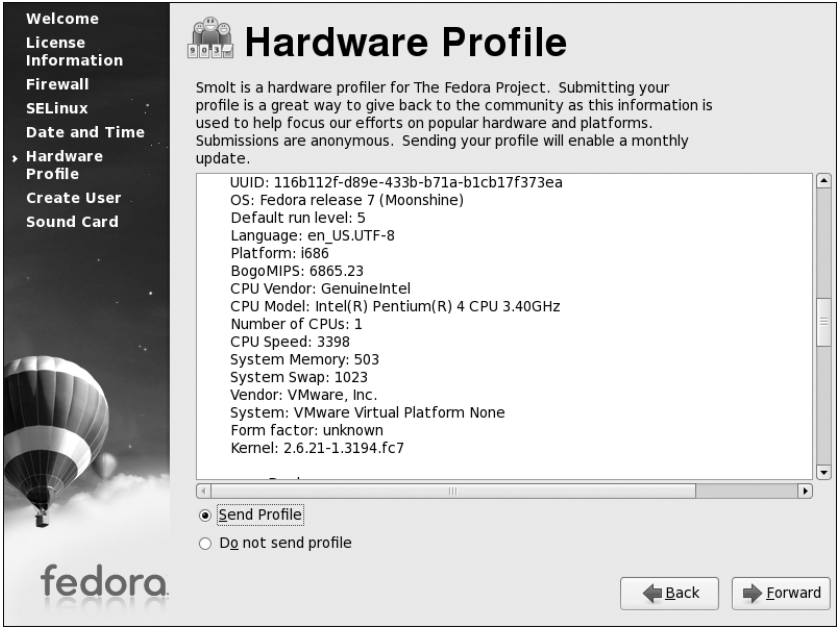 Welcome
License
Information
Firewall
SELinux
Date and Time
Hardware
Profile
Create User
Sound Card
fedora
903
Hardware Profile
Smolt is a hardware profiler for The Fedora Project.  Submitting your
profile is a great way to give back to the community as this information is
used to help focus our efforts on popular hardware and platforms.
Submissions are anonymous.  Sending your profile will enable a monthly
update.
UUID: 116b112f-d89e-433b-b71a-b1cb17f373ea
OS: Fedora release 7 (Moonshine)
Default run level: 5
Language: en_US.UTF-8
Platform: i686
BogoMIPS: 6865.23
CPU Vendor: GenuineIntel
CPU Model: Intel(R) Pentium(R) 4 CPU 3.40GHz
Number of CPUs: 1
CPU Speed: 3398
System Memory: 503
System Swap: 1023
Vendor: VMware, Inc.
System: VMware Virtual Platform None
Form factor: unknown
Kernel: 2.6.21-1.3194.fc7
Send Profile
Do not send profile
Back
Forward